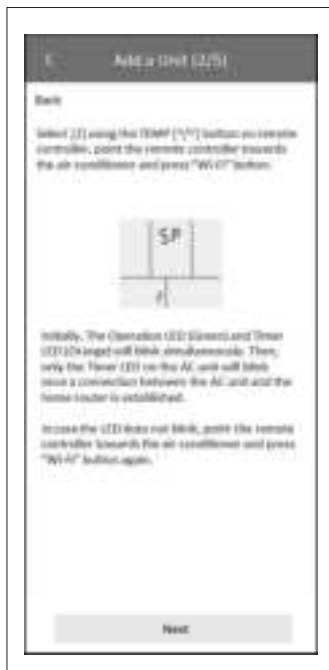 Add a Unit (2/5)
Back
Select [2] using the TEMP ["/"] button on remote
controller, point the remote controller towards
the air conditioner and press "Wi-Fi" button.
SP
Initially, The Operation LED (Green) and Timer
LED (Orange) will blink simultaneously. Then,
only the Timer LED on the AC unit will blink
once a connection between the AC unit and the
home router is established.
In case the LED does not blink, point the remote
controller towards the air conditioner and press
"Wi-Fi" button again.
Next